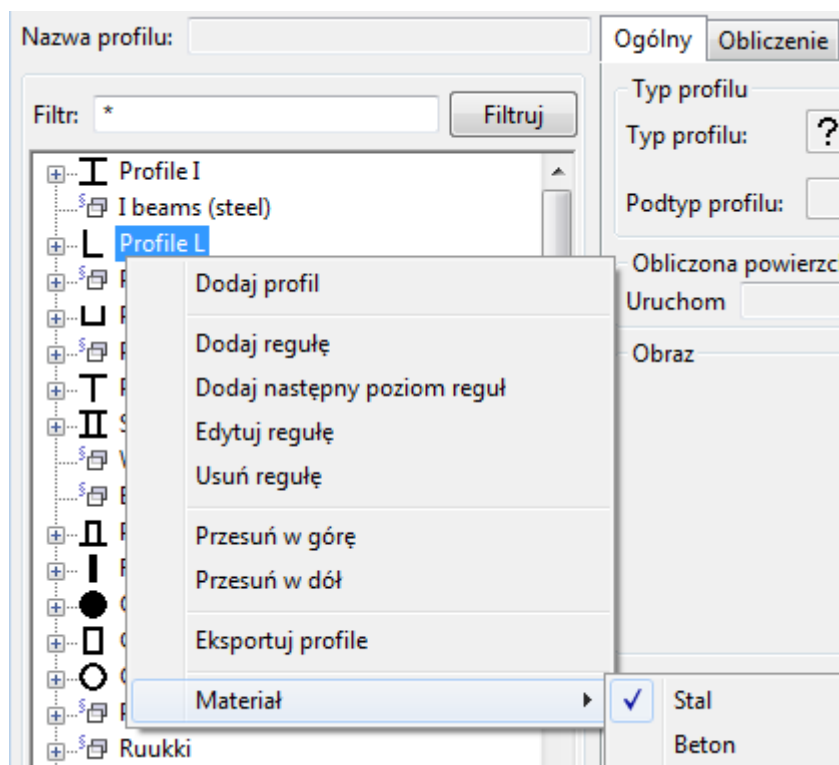 Nazwa profilu:
Ogólny
Obliczenie
Filtr: *
Filtruj
Typ profilu
Typ profilu:
?
Podtyp profilu:
Obliczona powierzc
Uruchom
Obraz
Profile I
I beams (steel)
Profile L
Ruukki
Dodaj profil
Dodaj regułę
Dodaj następny poziom reguł
Edytuj regułę
Usuń regułę
Przesuń w górę
Przesuń w dół
Eksportuj profile
Materiał
Stal
Beton